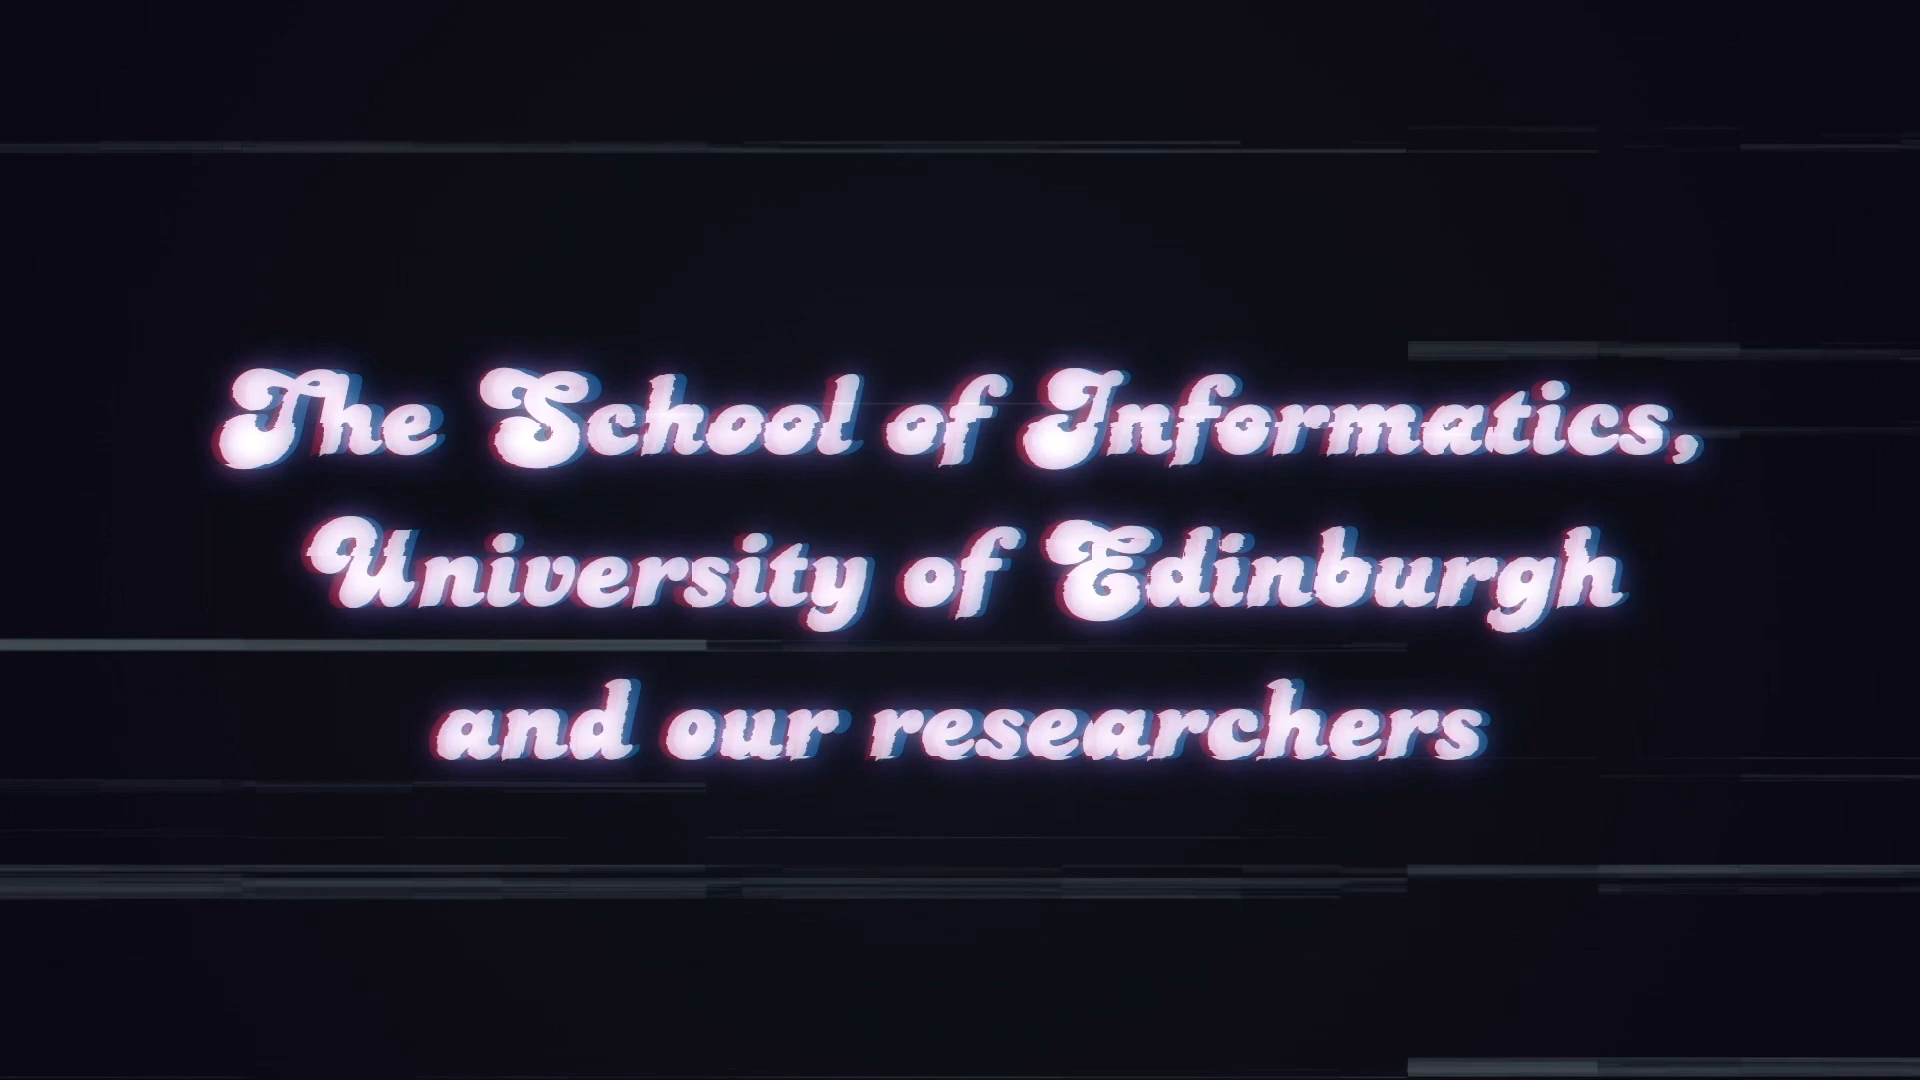 The School of Informatics,
University of Edinburgh
and our researchers